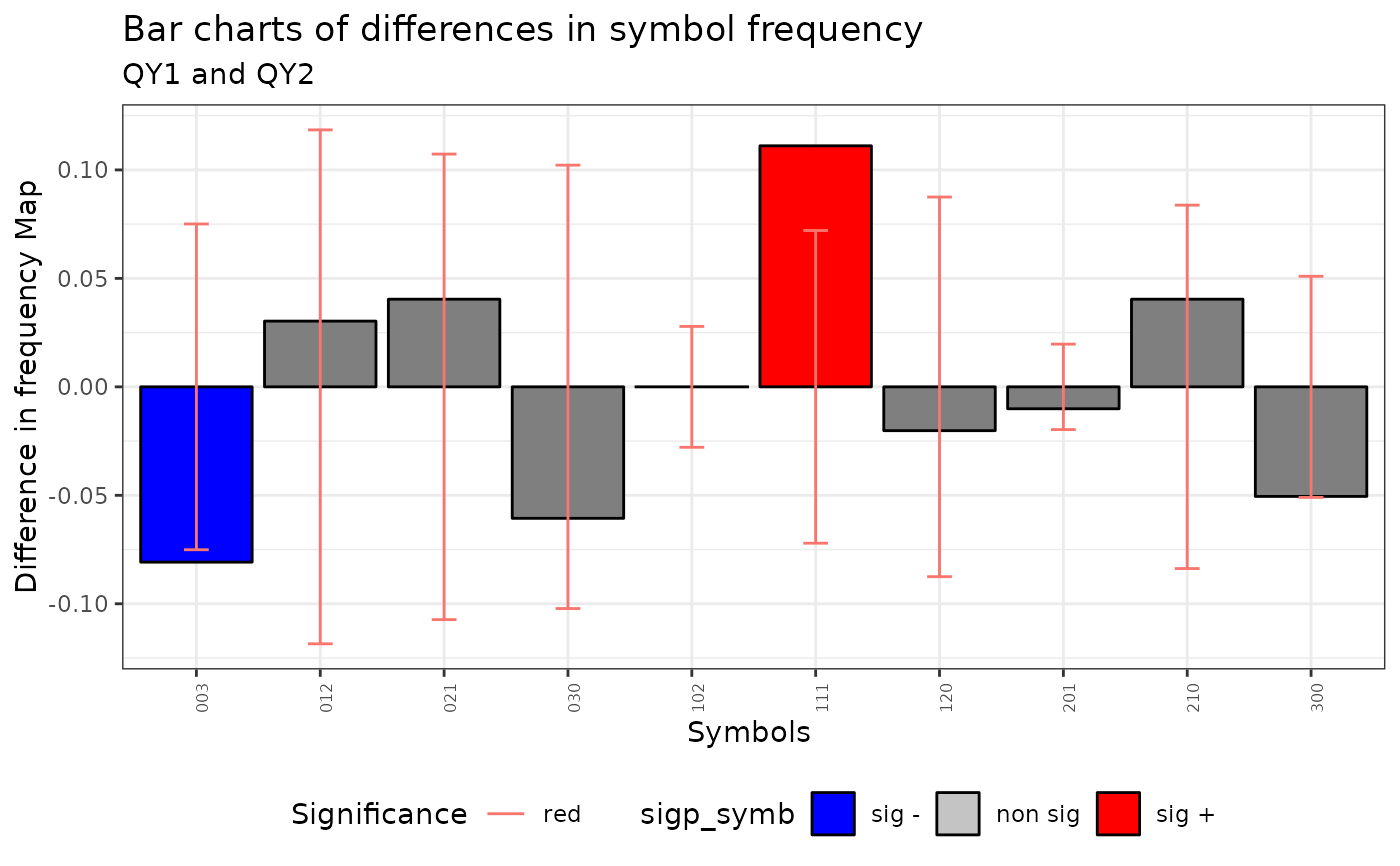 Bar charts of differences in symbol frequency
QY1 and QY2
Difference in frequency Map
0.10
0.05
0.00
-0.05
-0.10
003 012 021 030 102 111 120 201 210 300
Symbols
Significance red sigp_symb sig - non sig sig +